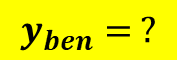 y_ben = ?